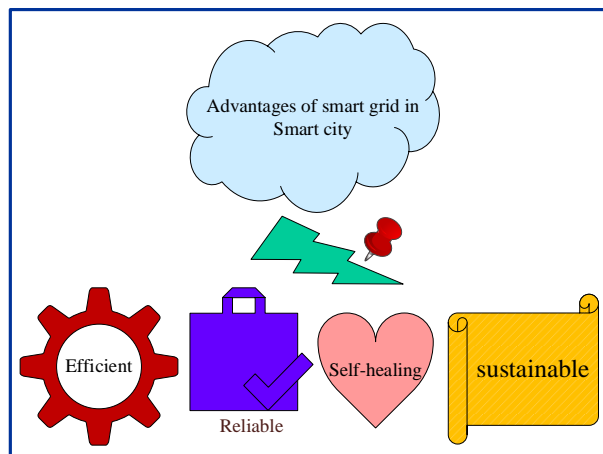 Advantages of smart grid in
Smart city
Efficient
Reliable
Self-healing
sustainable